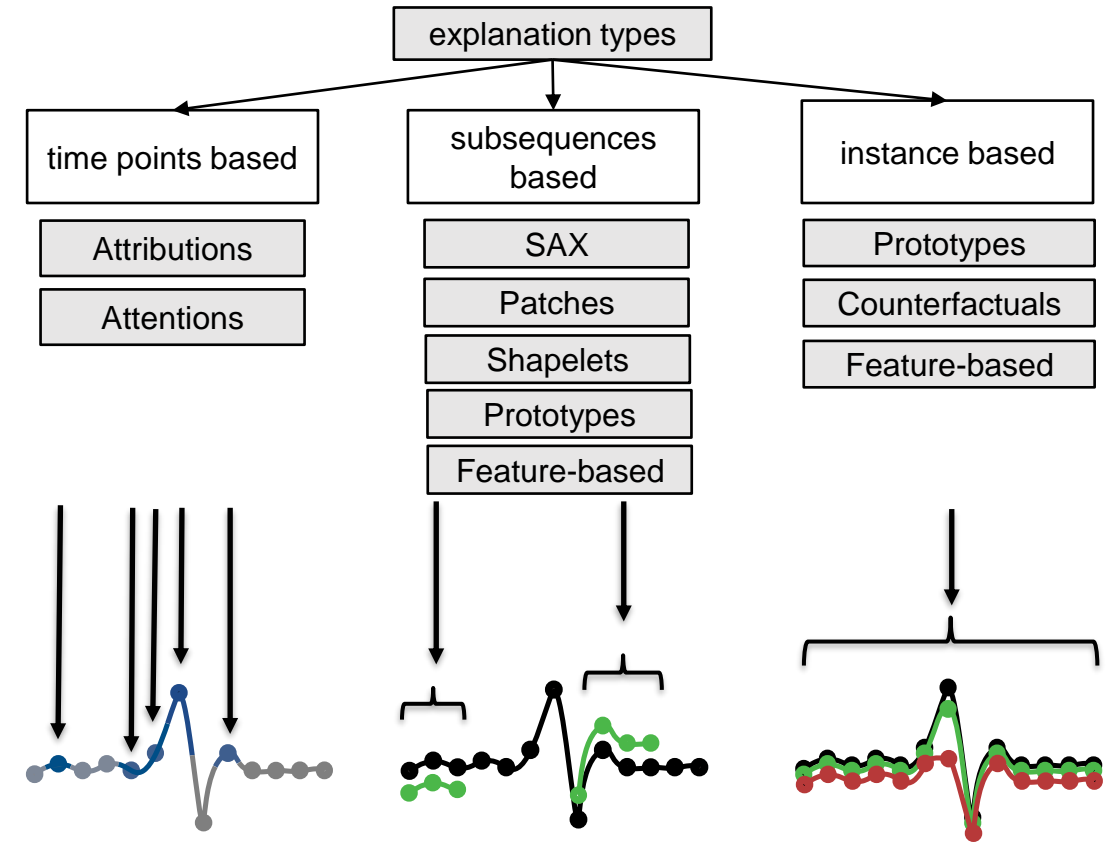 explanation types
time points based
subsequences
based
instance based
Attributions
Attentions
SAX
Patches
Shapelets
Prototypes
Feature-based
Prototypes
Counterfactuals
Feature-based